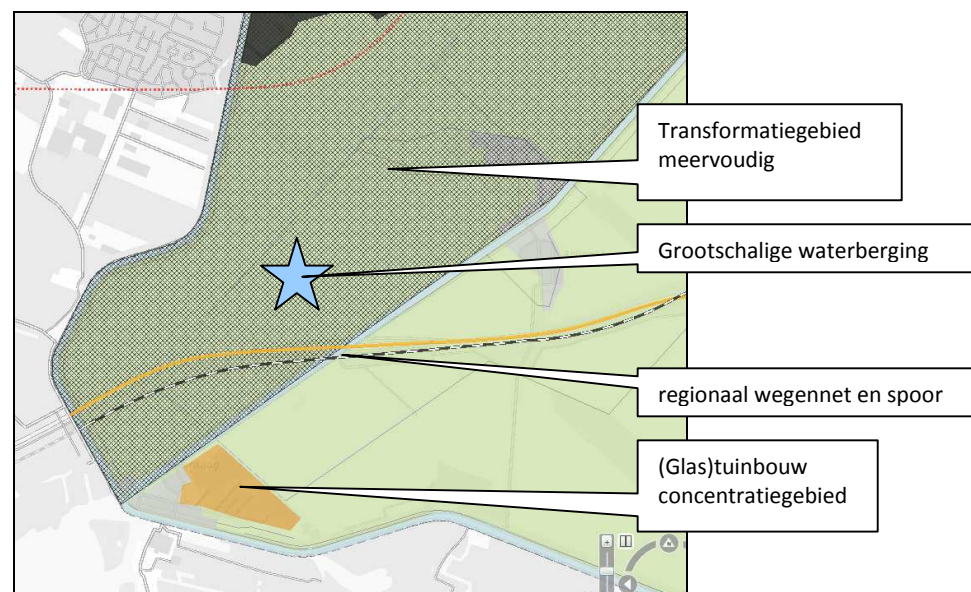 Transformatiegebied
meervoudig
Grootschalige waterberging
regionaal wegennet en spoor
(Glas)tuinbouw
concentratiegebied